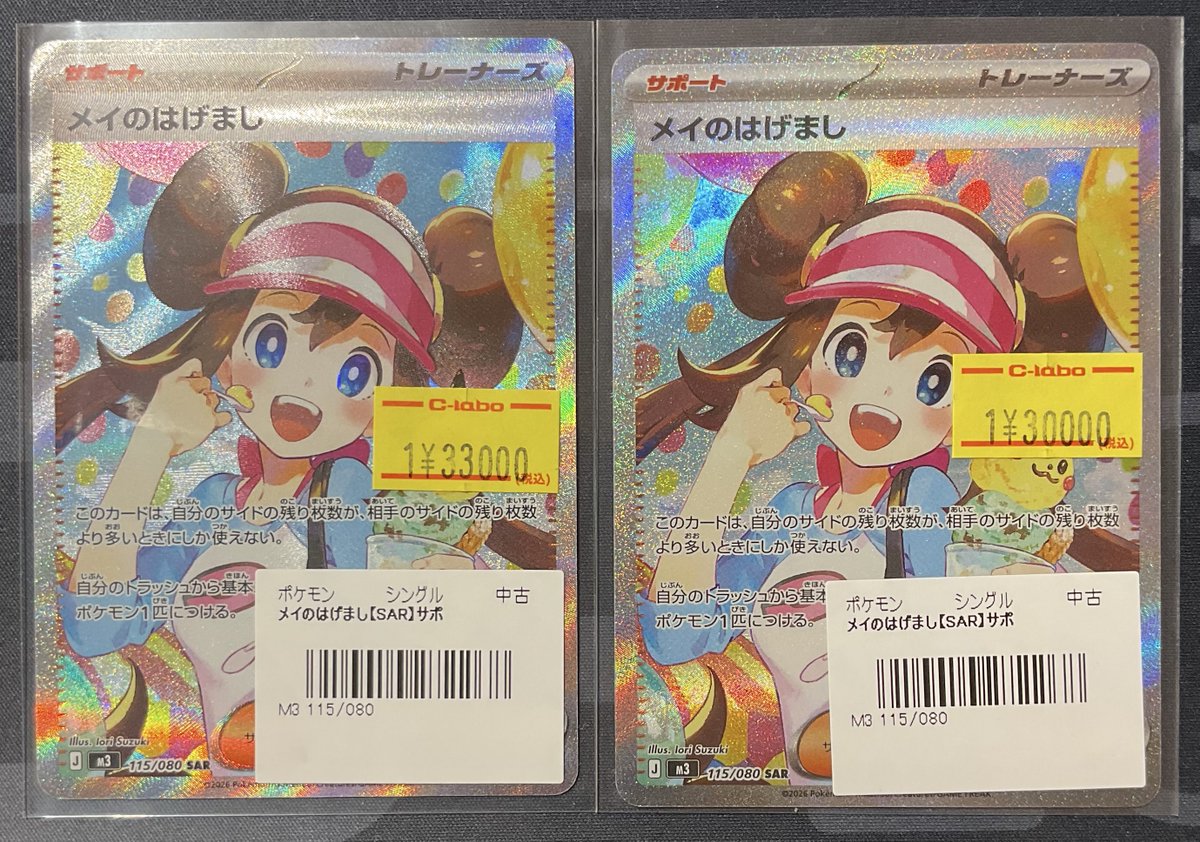 サポート
トレーナーズ
メイのはげまし
C-labo
1¥33000
(税込)
このカードは、自分のサイドの残り枚数が、相手のサイドの残り枚数
より多いときにしか使えない。
自分のトラッシュから基本
ポケモン1匹につける。
ポケモン シングル 中古
メイのはげまし【SAR】サポ
M3 115/080
Illus. Iori Suzuki
J M3 115/080 SAR
サポート
トレーナーズ
メイのはげまし
C-labo
1¥30000
(税込)
このカードは、自分のサイドの残り枚数が、相手のサイドの残り枚数
より多いときにしか使えない。
自分のトラッシュから基本
ポケモン1匹につける。
ポケモン シングル 中古
メイのはげまし【SAR】サポ
M3 115/080
Illus. Iori Suzuki
J M3 115/080 SAR